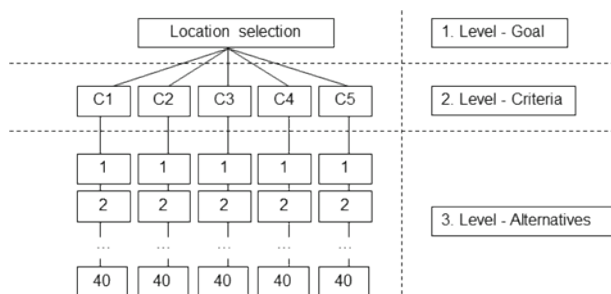 Location selection
1. Level - Goal
C1 C2 C3 C4 C5
2. Level - Criteria
1 1 1 1 1
2 2 2 2 2
3. Level - Alternatives
... ... ... ... ...
40 40 40 40 40